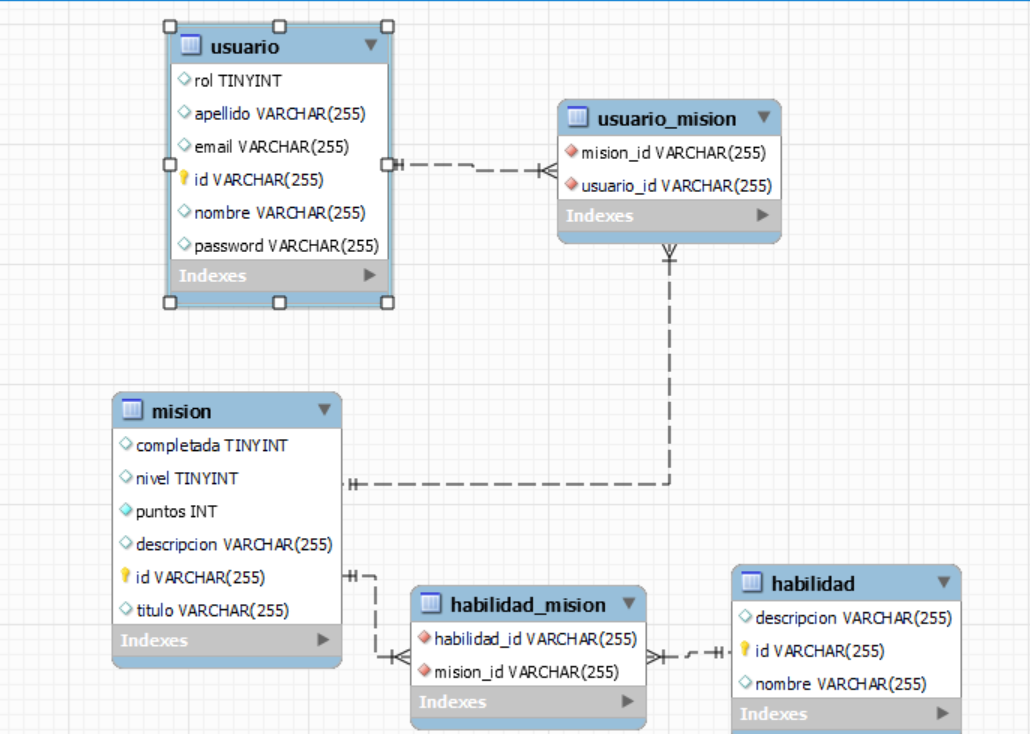 usuario
rol TINYINT
apellido VARCHAR(255)
email VARCHAR(255)
id VARCHAR(255)
nombre VARCHAR(255)
password VARCHAR(255)
Indexes
usuario_mision
mision_id VARCHAR(255)
usuario_id VARCHAR(255)
Indexes
mision
completada TINYINT
nivel TINYINT
puntos INT
descripcion VARCHAR(255)
id VARCHAR(255)
titulo VARCHAR(255)
Indexes
habilidad_mision
habilidad_id VARCHAR(255)
mision_id VARCHAR(255)
Indexes
habilidad
descripcion VARCHAR(255)
id VARCHAR(255)
nombre VARCHAR(255)
Indexes